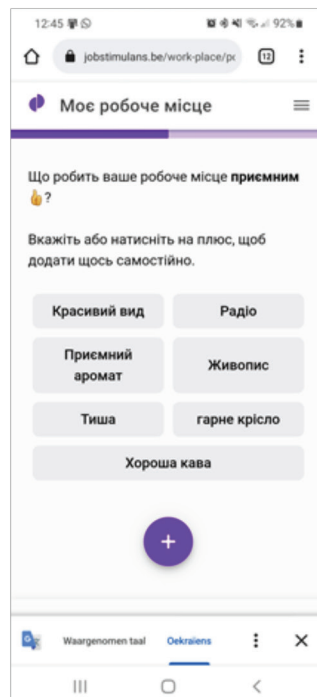 12:45
92%
jobstimulans.be/work-place/pc
12
Моє робоче місце
Що робить ваше робоче місце приємним
👍?
Вкажіть або натисніть на плюс, щоб
додати щось самостійно.
Красивий вид
Радіо
Приємний
аромат
Живопис
Тиша
гарне крісло
Хороша кава
+
Waargenomen taal
Oekraïens